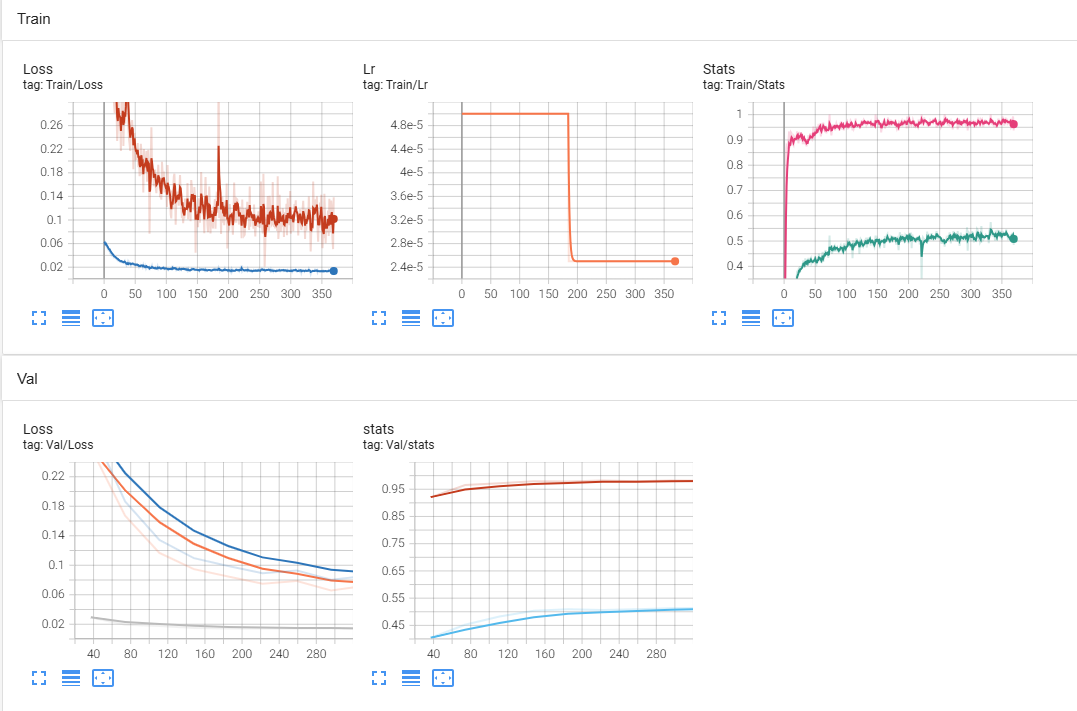 Train
Loss
tag: Train/Loss
0.26
0.22
0.18
0.14
0.1
0.06
0.02
0 50 100 150 200 250 300 350
Lr
tag: Train/Lr
4.8e-5
4.4e-5
4e-5
3.6e-5
3.2e-5
2.8e-5
2.4e-5
0 50 100 150 200 250 300 350
Stats
tag: Train/Stats
1
0.9
0.8
0.7
0.6
0.5
0.4
0 50 100 150 200 250 300 350
Val
Loss
tag: Val/Loss
0.22
0.18
0.14
0.1
0.06
0.02
40 80 120 160 200 240 280
stats
tag: Val/stats
0.95
0.85
0.75
0.65
0.55
0.45
40 80 120 160 200 240 280